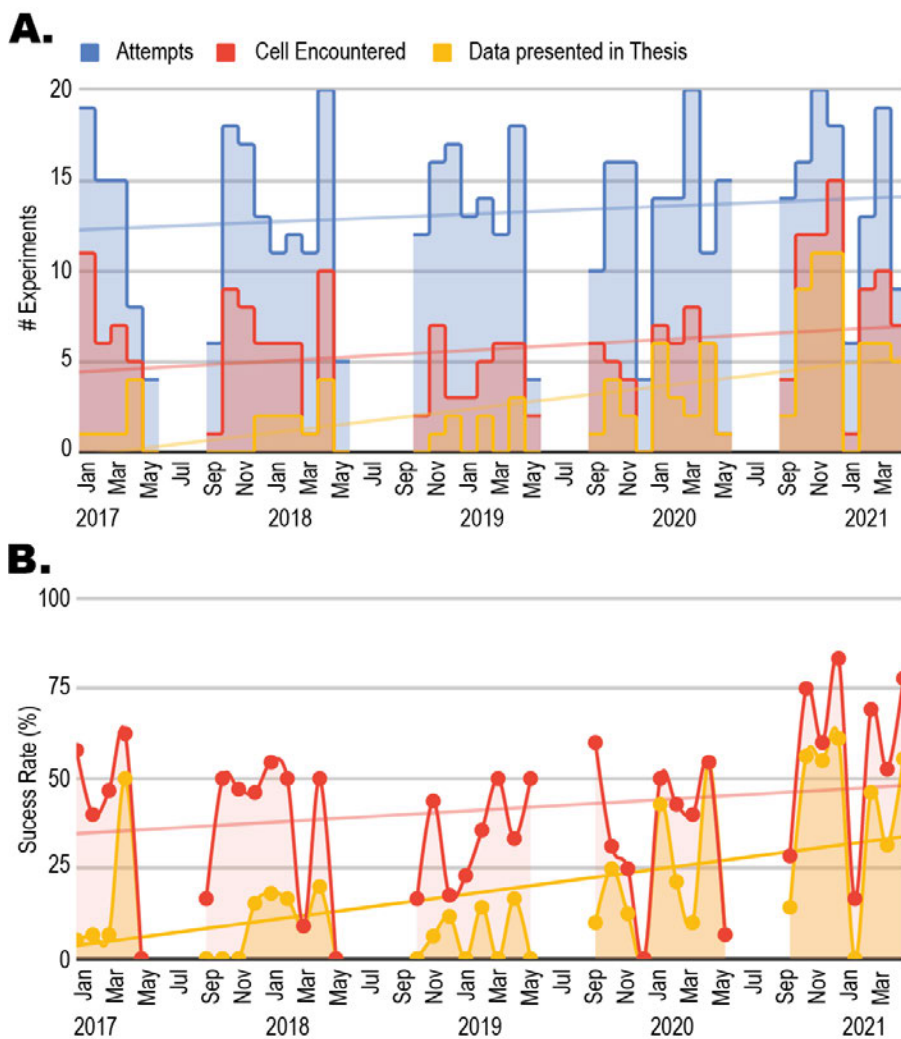 A.
Attempts Cell Encountered Data presented in Thesis
20
15
10
5
0
# Experiments
Jan Mar May Jul Sep Nov Jan Mar May Jul Sep Nov Jan Mar May Jul Sep Nov Jan Mar May Jul Sep Nov Jan Mar
2017 2018 2019 2020 2021
B.
100
75
50
25
0
Sucess Rate (%)
Jan Mar May Jul Sep Nov Jan Mar May Jul Sep Nov Jan Mar May Jul Sep Nov Jan Mar May Jul Sep Nov Jan Mar
2017 2018 2019 2020 2021